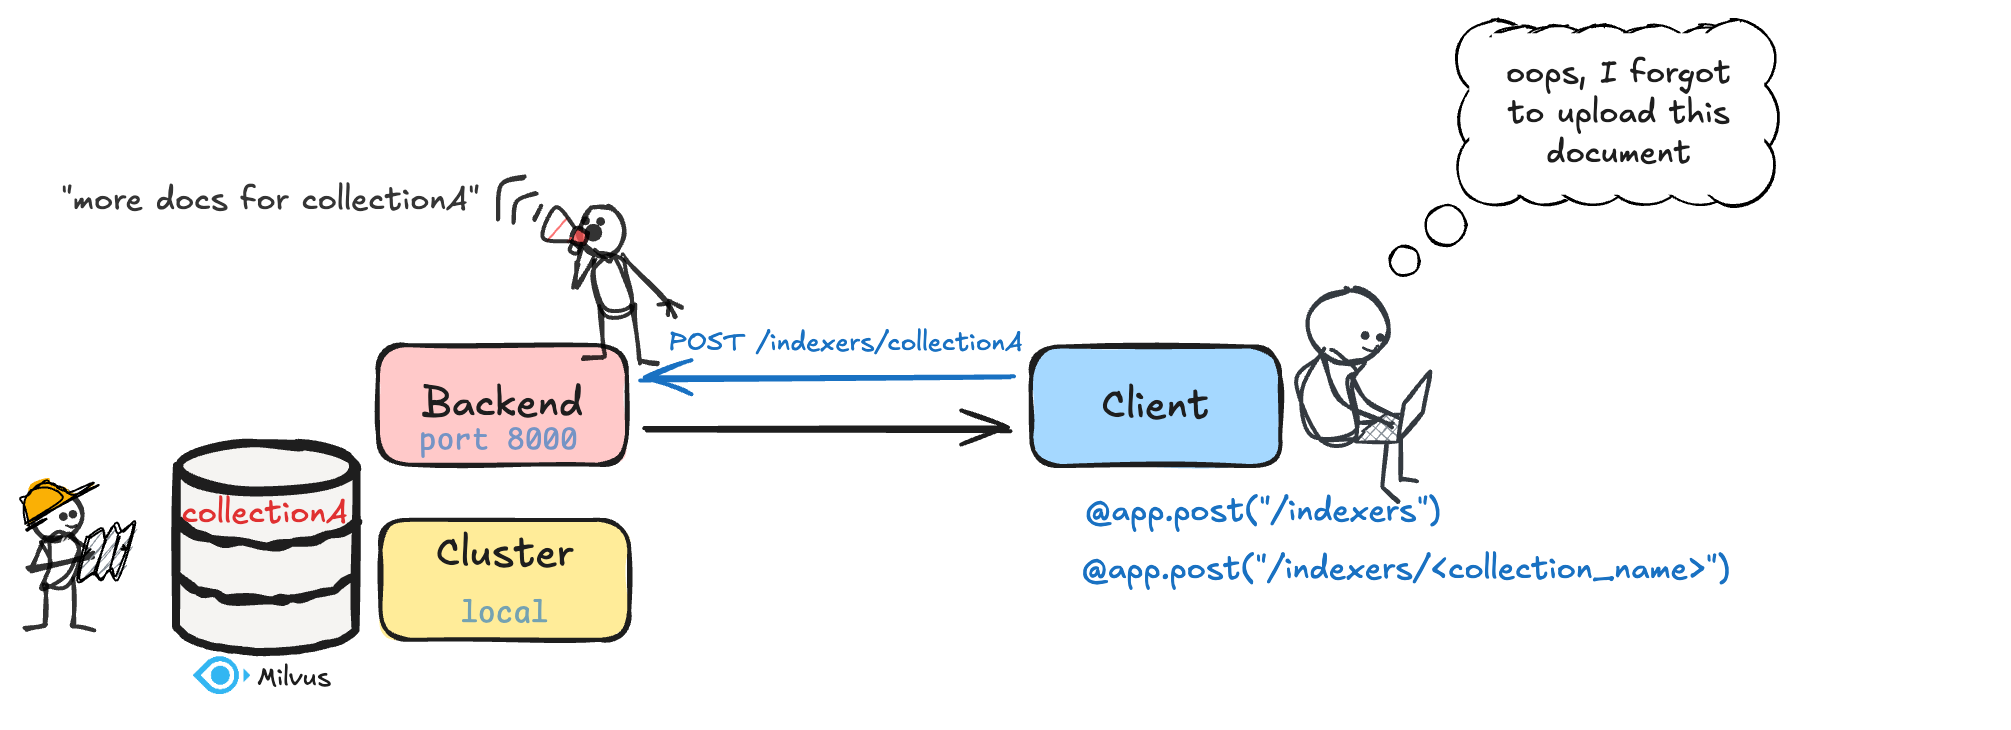 oops, I forgot
to upload this
document
"more docs for collectionA"
POST /indexers/collectionA
Backend
port 8000
Client
collectionA
@app.post("/indexers")
Cluster
@app.post("/indexers/<collection_name>")
local
Milvus